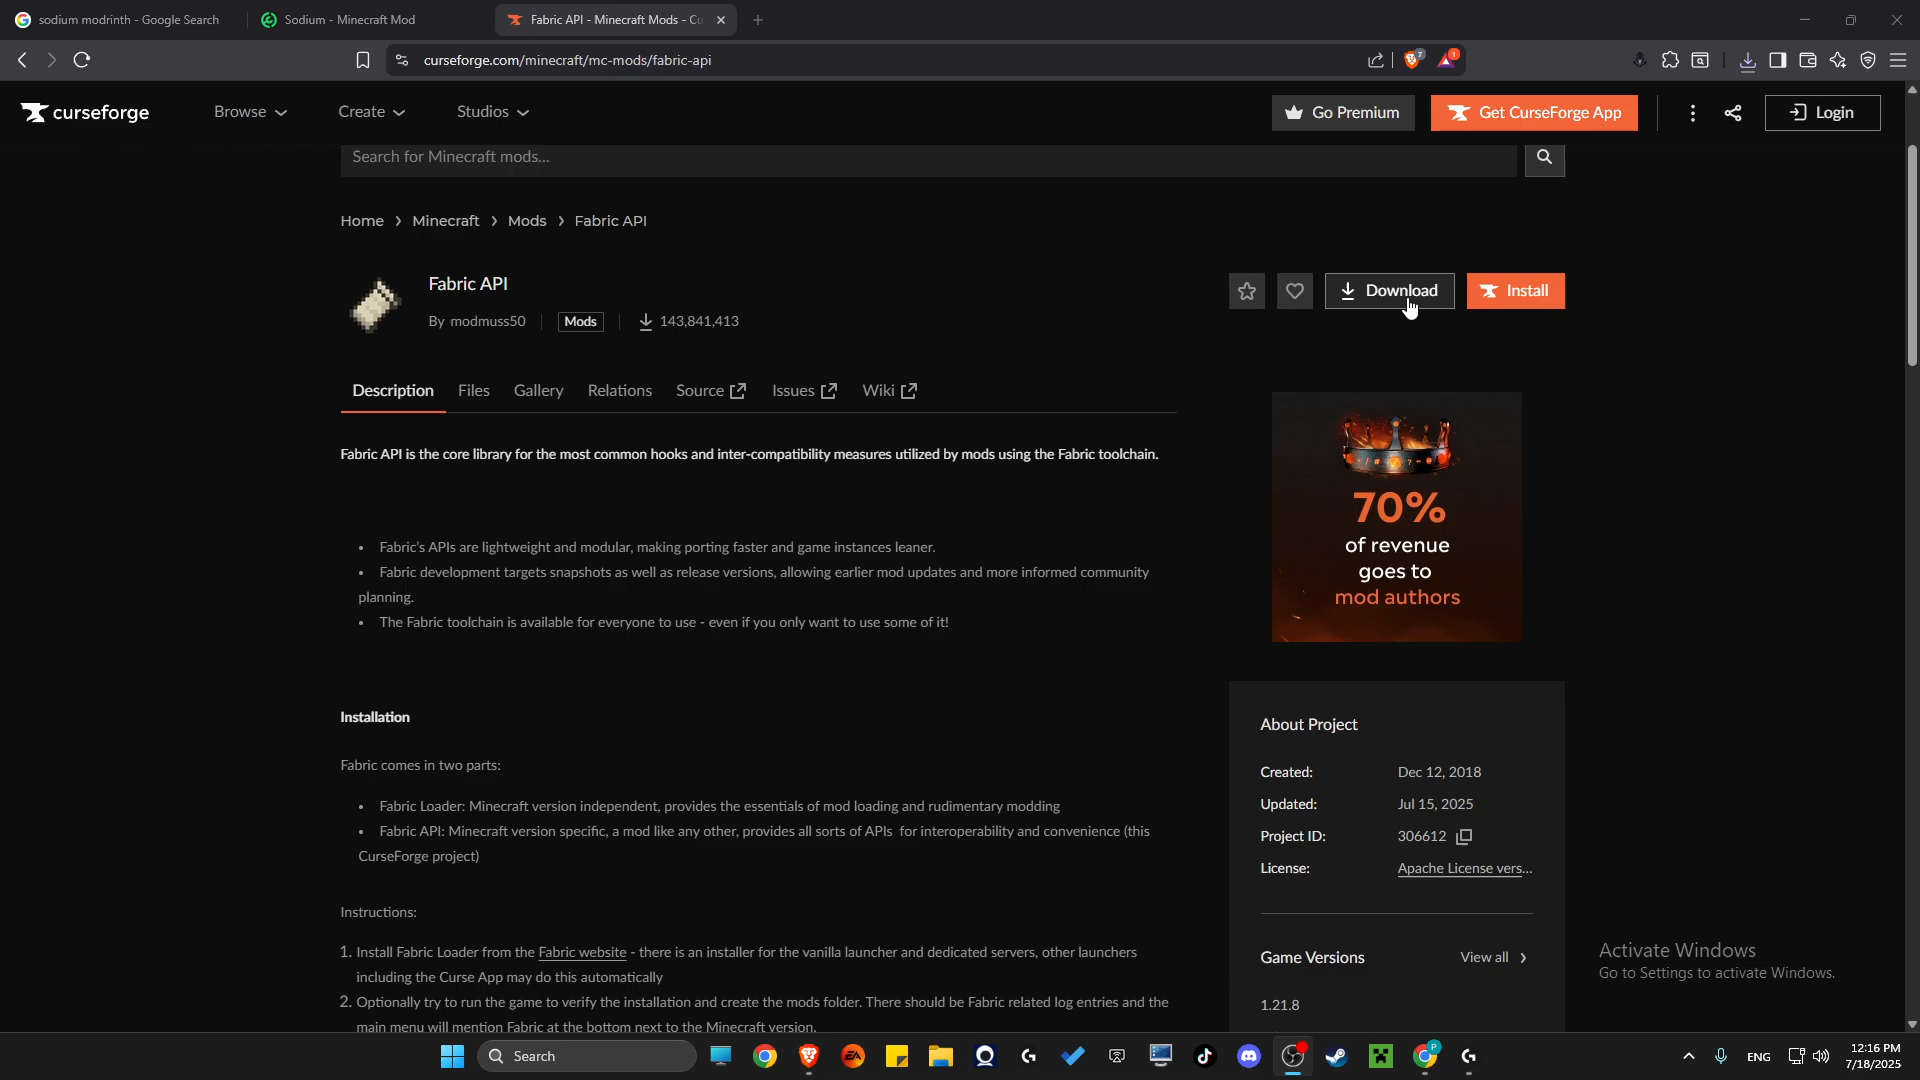 sodium modrinth - Google Search
Sodium - Minecraft Mod
Fabric API - Minecraft Mods - Cu
curseforge.com/minecraft/mc-mods/fabric-api
7
1
curseforge
Browse
Create
Studios
Go Premium
Get CurseForge App
Login
Search for Minecraft mods...
Home > Minecraft > Mods > Fabric API
Fabric API
Download
Install
By modmuss50
Mods
143,841,413
Description
Files
Gallery
Relations
Source
Issues
Wiki
Fabric API is the core library for the most common hooks and inter-compatibility measures utilized by mods using the Fabric toolchain.
70%
of revenue
goes to
mod authors
• Fabric's APIs are lightweight and modular, making porting faster and game instances leaner.
• Fabric development targets snapshots as well as release versions, allowing earlier mod updates and more informed community
planning.
• The Fabric toolchain is available for everyone to use - even if you only want to use some of it!
Installation
Fabric comes in two parts:
• Fabric Loader: Minecraft version independent, provides the essentials of mod loading and rudimentary modding
• Fabric API: Minecraft version specific, a mod like any other, provides all sorts of APIs for interoperability and convenience (this
CurseForge project)
Instructions:
1. Install Fabric Loader from the Fabric website - there is an installer for the vanilla launcher and dedicated servers, other launchers
including the Curse App may do this automatically
2. Optionally try to run the game to verify the installation and create the mods folder. There should be Fabric related log entries and the
main menu will mention Fabric at the bottom next to the Minecraft version.
About Project
Created: Dec 12, 2018
Updated: Jul 15, 2025
Project ID: 306612
License: Apache License vers...
Game Versions
View all >
1.21.8
Activate Windows
Go to Settings to activate Windows.
Search
EA
P
ENG
12:16 PM
7/18/2025